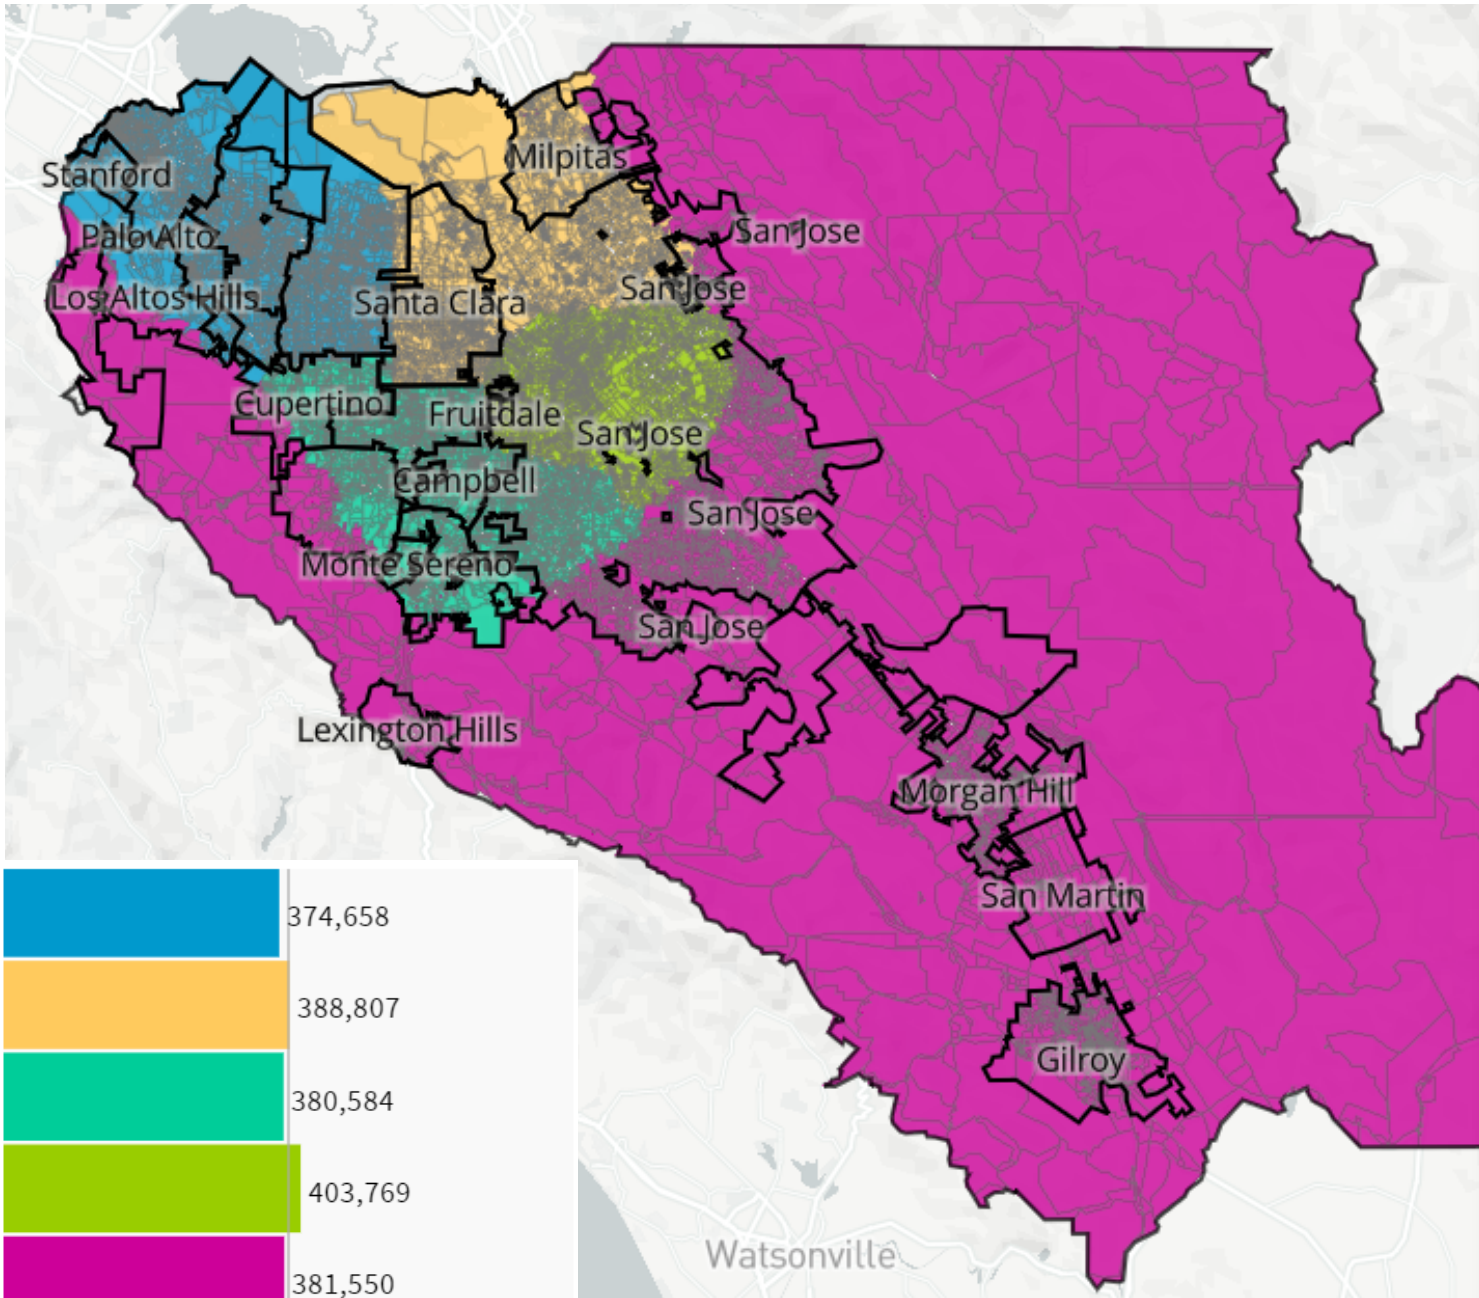 Milpitas
Stanford
San Jose
Palo Alto
San Jose
Los Altos Hills
Santa Clara
Cupertino
Fruitdale
San Jose
Campbell
San Jose
Monte Sereno
San Jose
Lexington Hills
Morgan Hill
San Martin
374,658
388,807
Gilroy
380,584
403,769
Watsonville
381,550